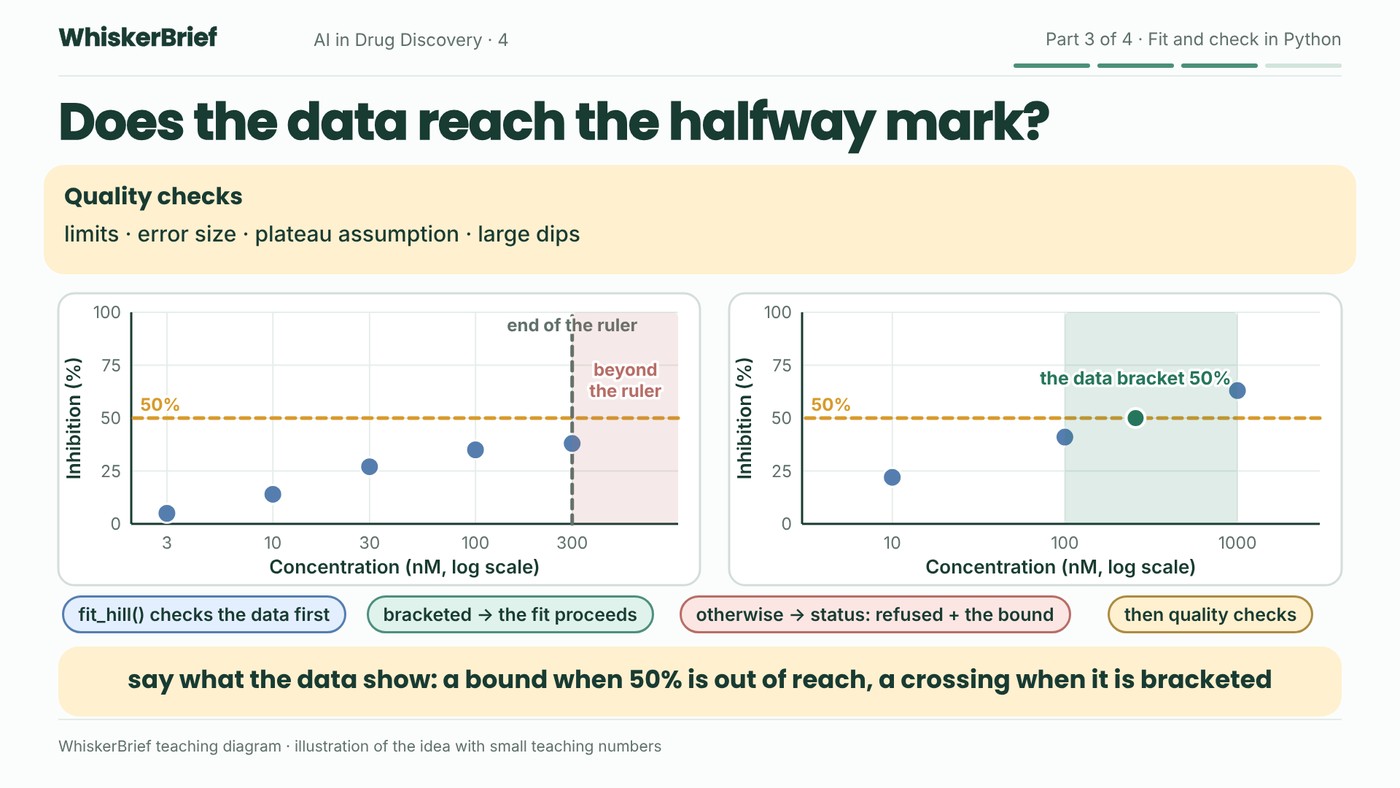 WhiskerBrief
AI in Drug Discovery · 4
Part 3 of 4 · Fit and check in Python
Does the data reach the halfway mark?
Quality checks
limits · error size · plateau assumption · large dips
Inhibition (%)
100
75
50
25
0
50%
end of the ruler
beyond
the ruler
3
10
30
100
300
Concentration (nM, log scale)
Inhibition (%)
100
75
50
25
0
50%
the data bracket 50%
10
100
1000
Concentration (nM, log scale)
fit_hill() checks the data first
bracketed → the fit proceeds
otherwise → status: refused + the bound
then quality checks
say what the data show: a bound when 50% is out of reach, a crossing when it is bracketed
WhiskerBrief teaching diagram · illustration of the idea with small teaching numbers